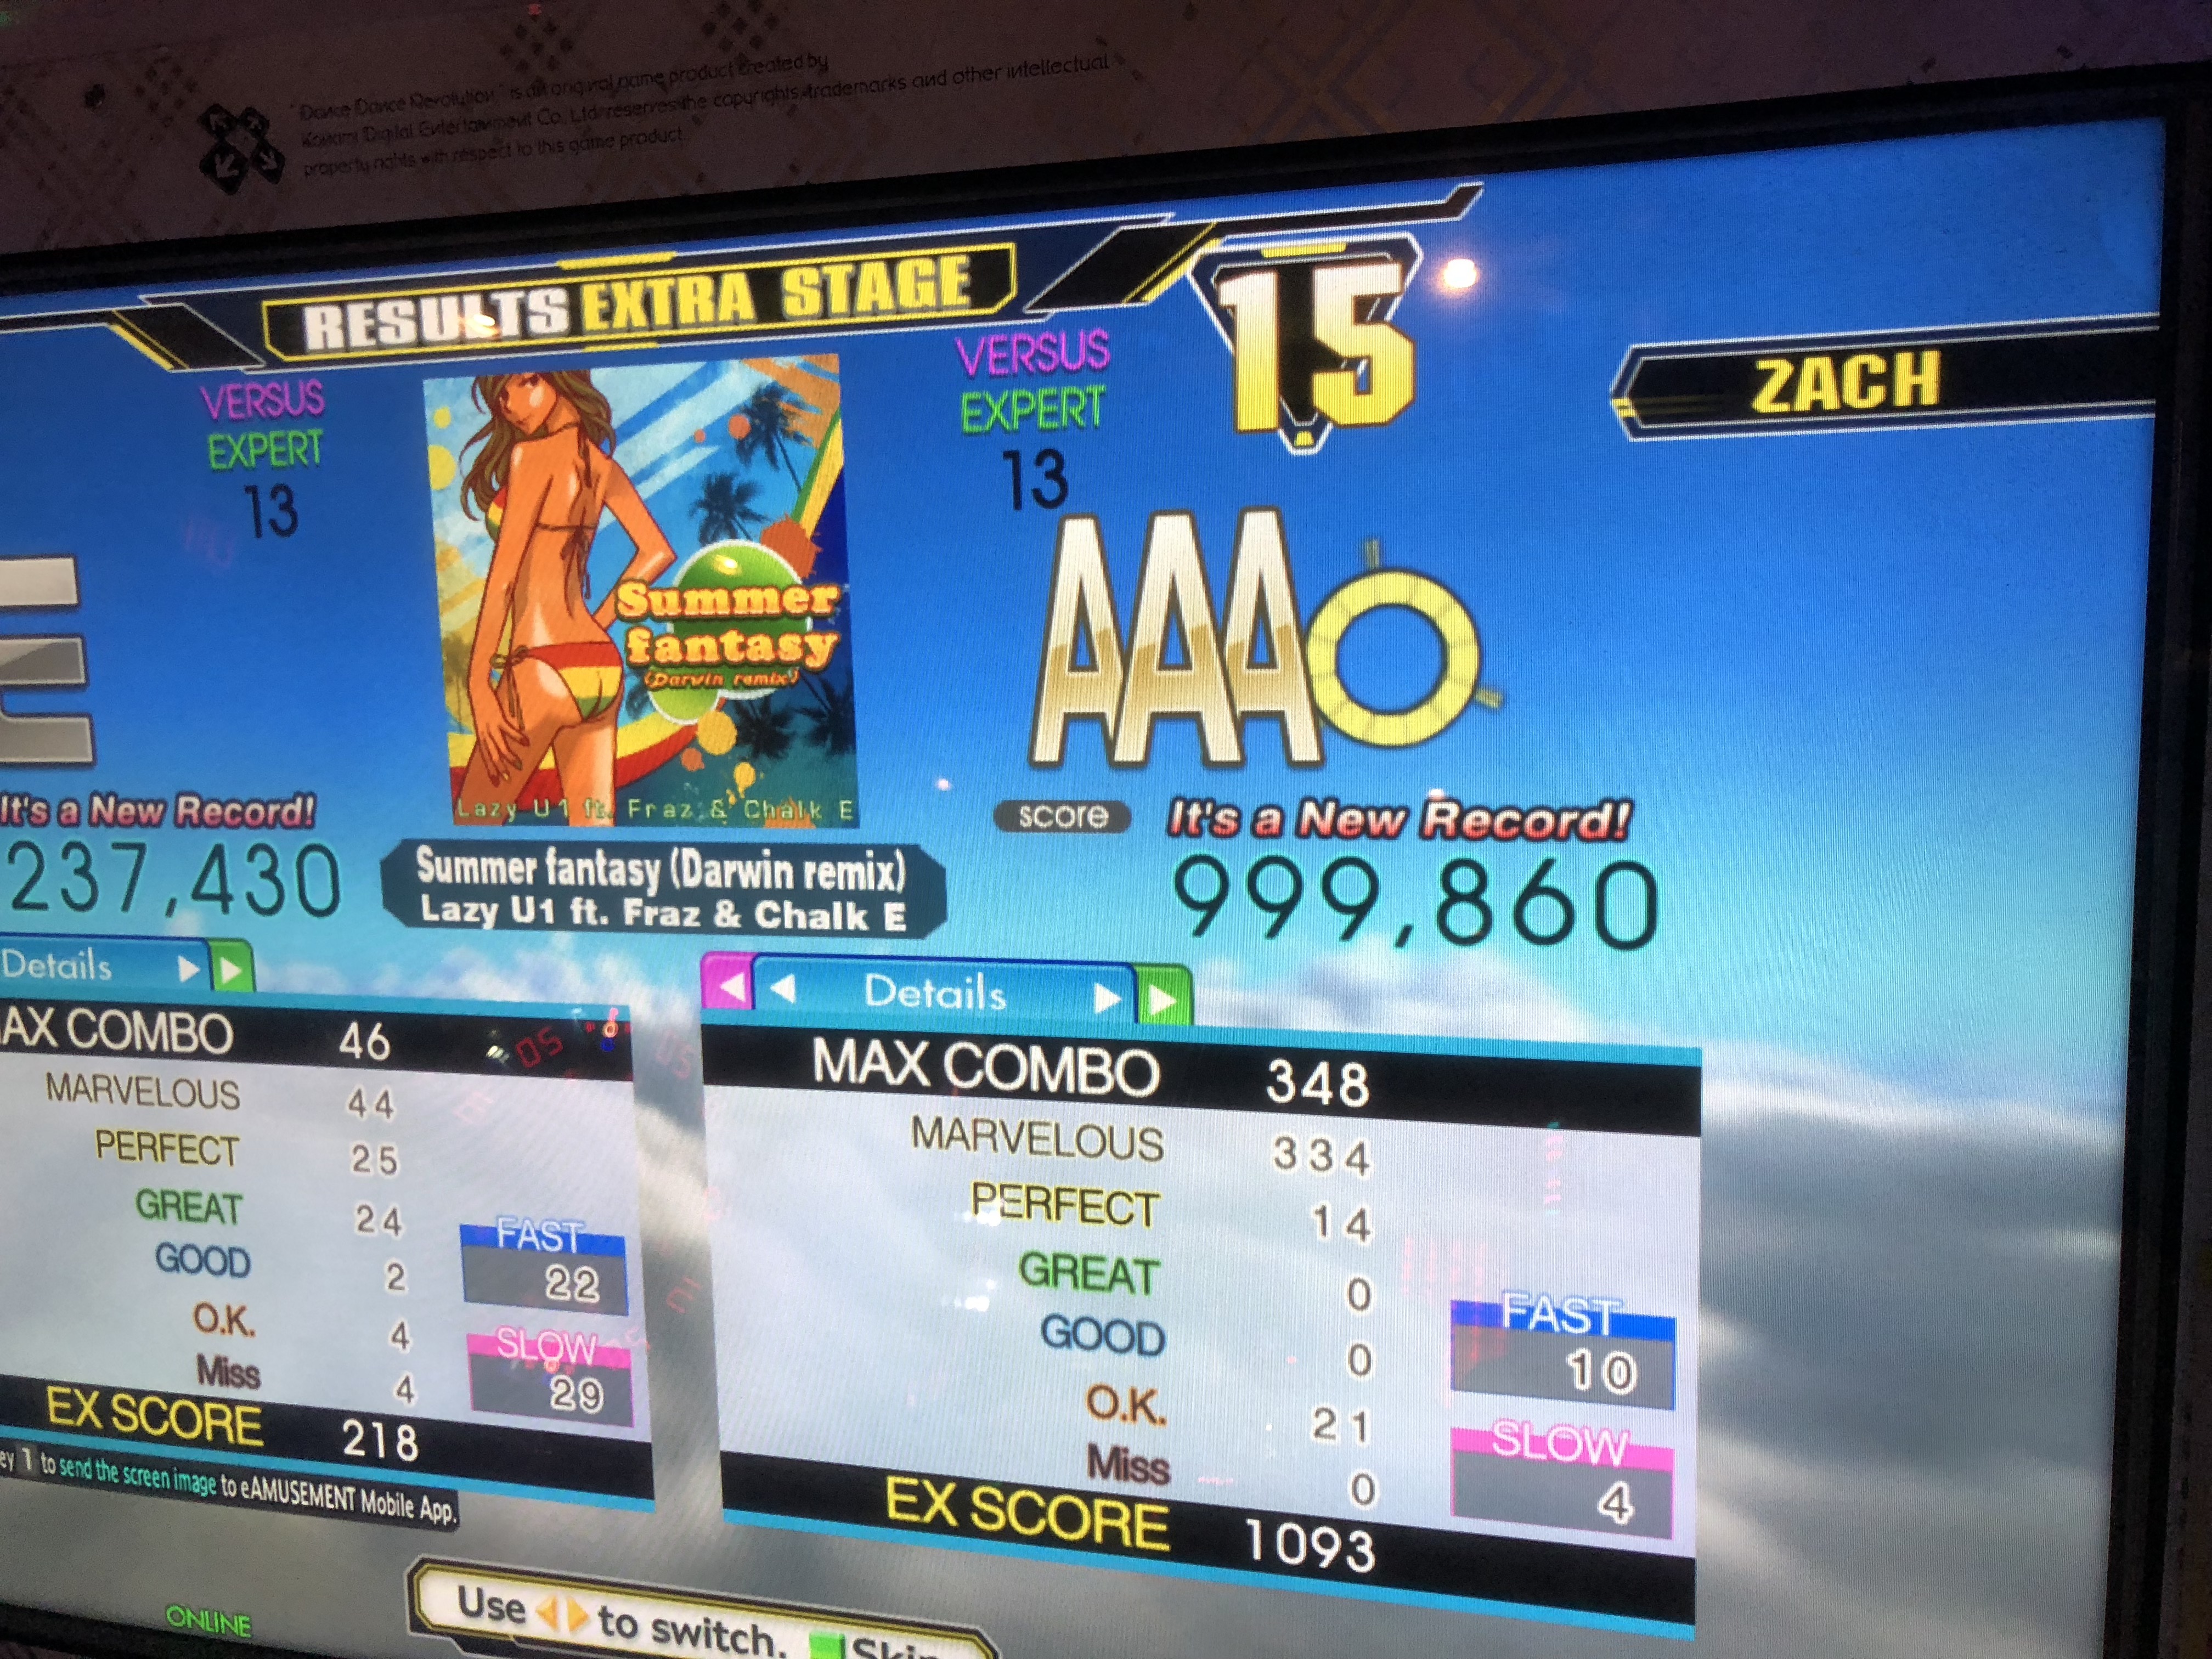 "Dance Dance Revolution" is an original game product created by
Konami Digital Entertainment Co., Ltd. reserves the copyrights, trademarks and other intellectual
property rights with respect to this game product.
RESULTS EXTRA STAGE
15
ZACH
VERSUS
EXPERT
13
VERSUS
EXPERT
13
E
AAA
Summer
fantasy
(Darwin remix)
Lazy U1 ft. Fraz & Chalk E
It's a New Record!
237,430
Summer fantasy (Darwin remix)
Lazy U1 ft. Fraz & Chalk E
score
It's a New Record!
999,860
Details
AX COMBO 46
MARVELOUS 44
PERFECT 25
GREAT 24
GOOD 2
O.K. 4
Miss 4
FAST
22
SLOW
29
EX SCORE 218
Details
MAX COMBO 348
MARVELOUS 334
PERFECT 14
GREAT 0
GOOD 0
O.K. 21
Miss 0
FAST
10
SLOW
4
EX SCORE 1093
ey 1 to send the screen image to eAMUSEMENT Mobile App.
Use to switch. Skip
ONLINE